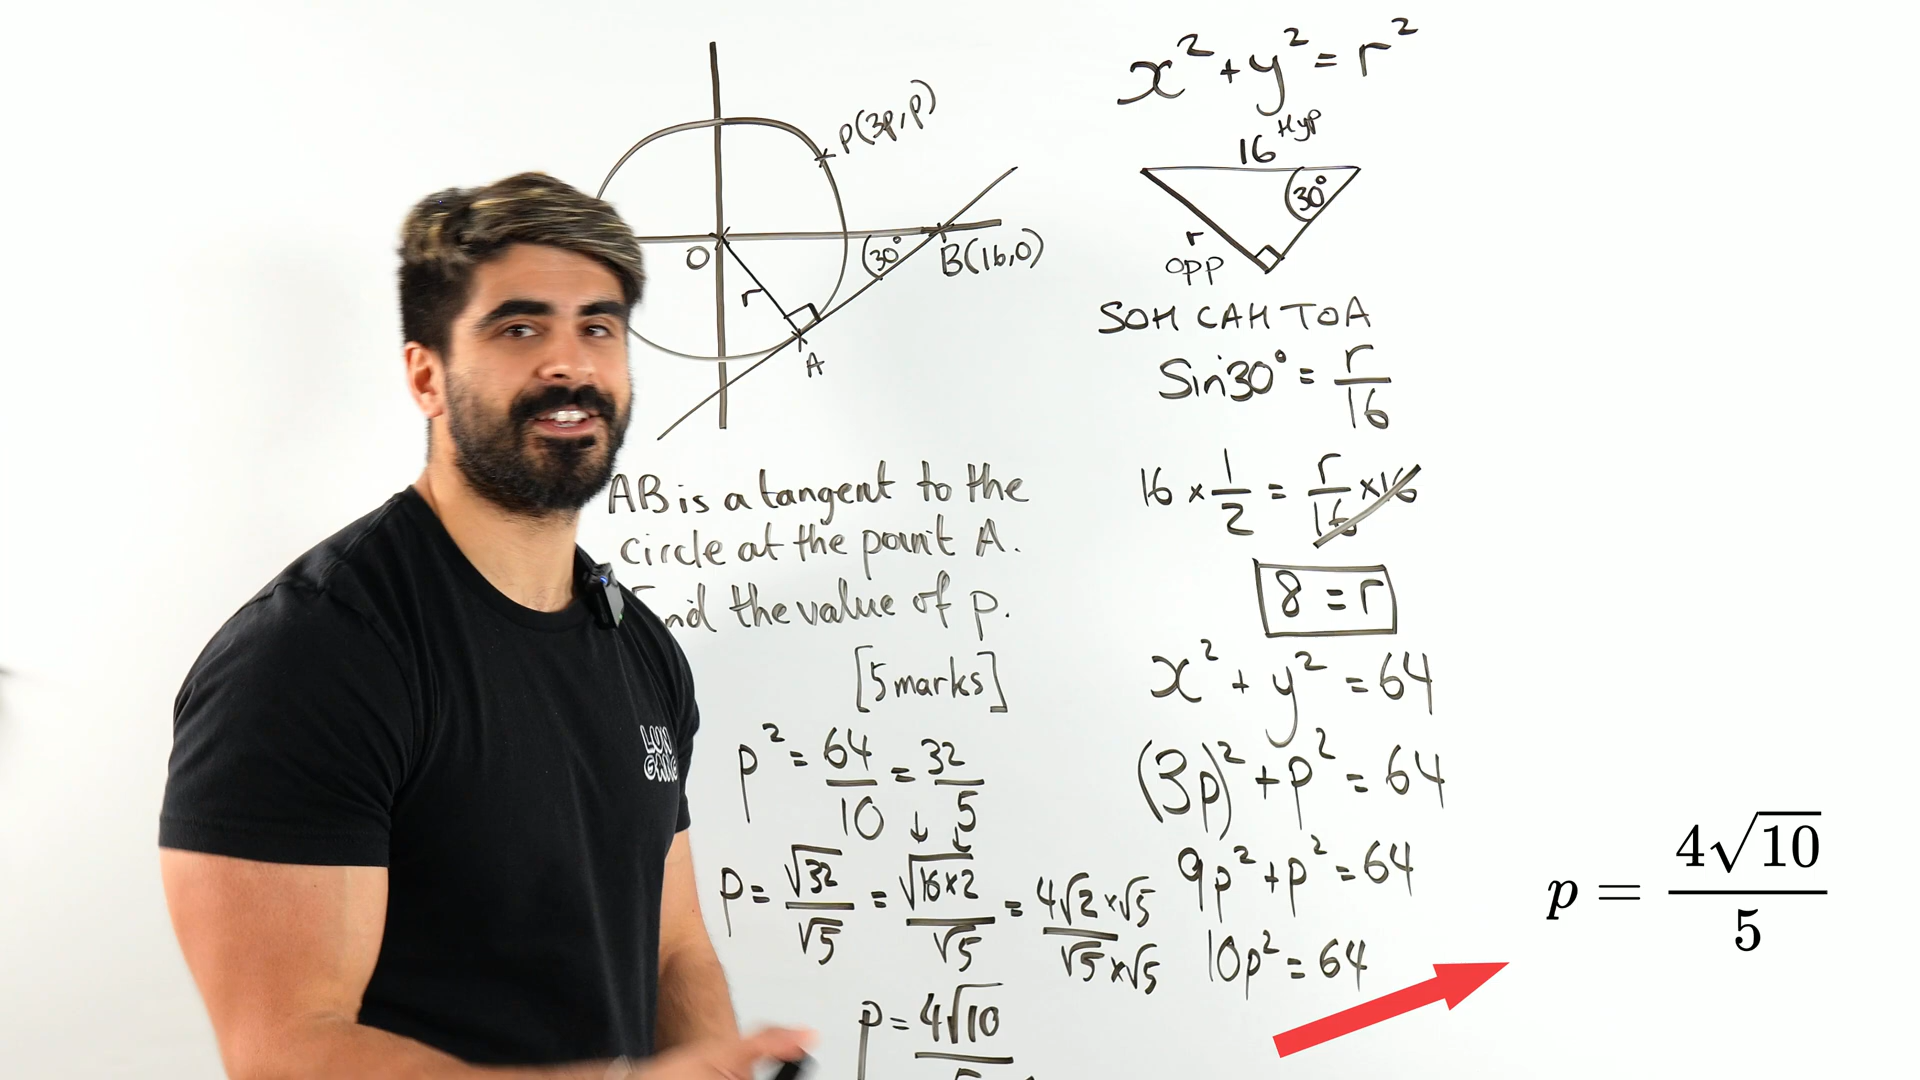 P(3p,p)
O
30°
B(16,0)
r
A
AB is a tangent to the
circle at the point A.
the value of p.
[5 marks]
p² = 64/10 = 32/5
p = √32/√5 = √16×2/√5 = 4√2×√5/√5×√5
p = 4√10
x² + y² = r²
16 Hyp
30°
r
opp
SOH CAH TOA
Sin30° = r/16
16 × 1/2 = r/16 ×16
8 = r
x² + y² = 64
(3p)² + p² = 64
9p² + p² = 64
10p² = 64
p = 4√10/5